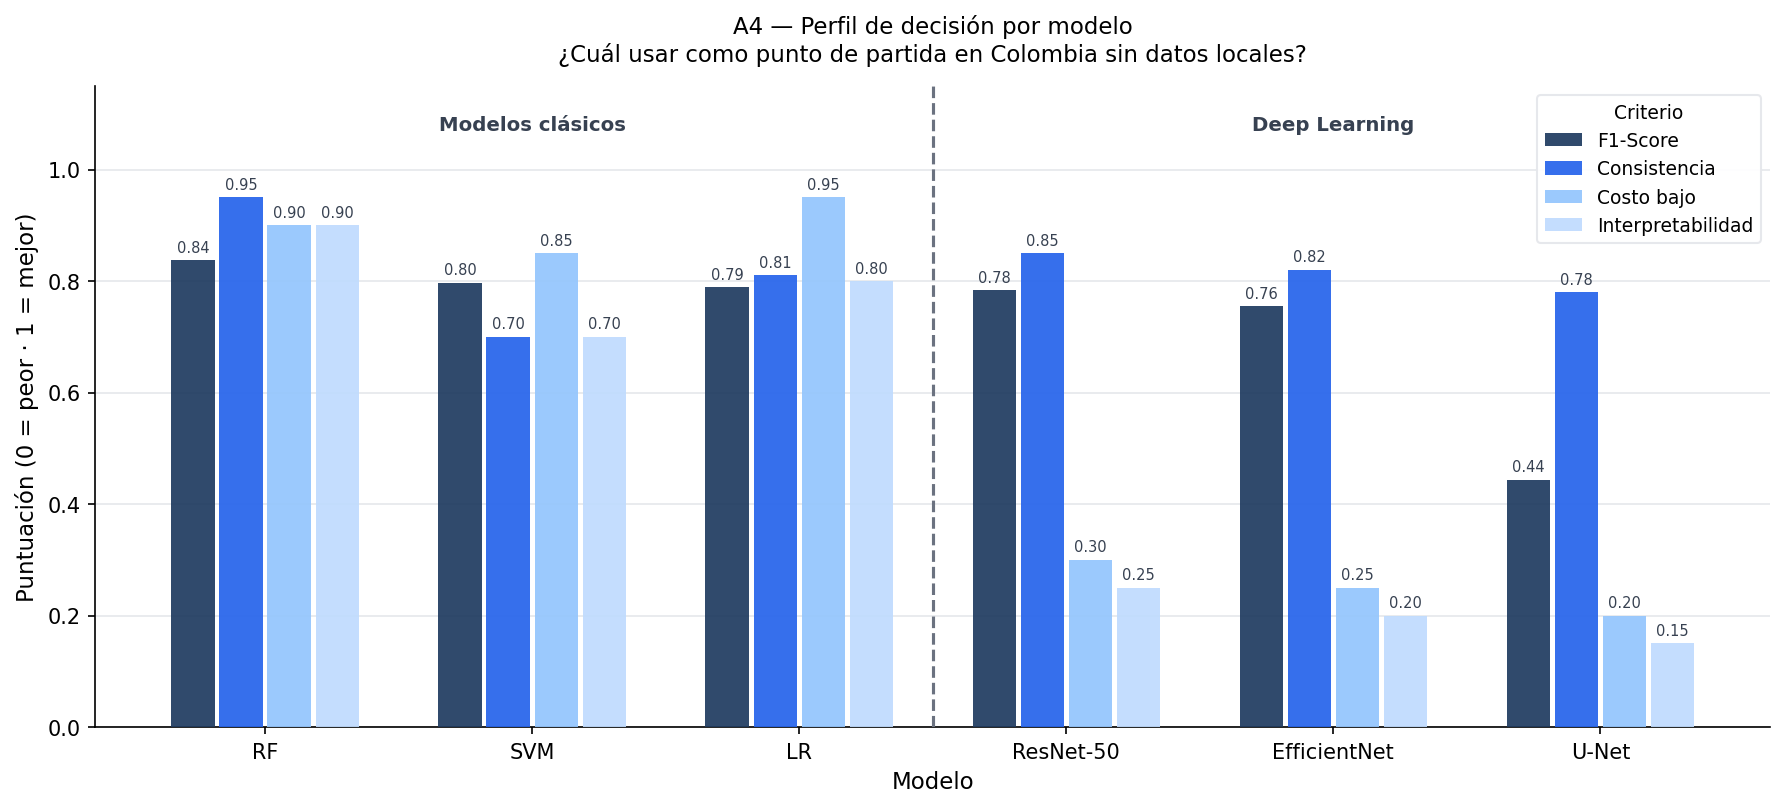 A4 — Perfil de decisión por modelo
¿Cuál usar como punto de partida en Colombia sin datos locales?
Modelos clásicos
Deep Learning
Criterio
F1-Score
Consistencia
Costo bajo
Interpretabilidad
Puntuación (0 = peor · 1 = mejor)
1.0
0.8
0.6
0.4
0.2
0.0
0.84
0.95
0.90
0.90
0.80
0.70
0.85
0.70
0.79
0.81
0.95
0.80
0.78
0.85
0.30
0.25
0.76
0.82
0.25
0.20
0.44
0.78
0.20
0.15
RF
SVM
LR
ResNet-50
EfficientNet
U-Net
Modelo